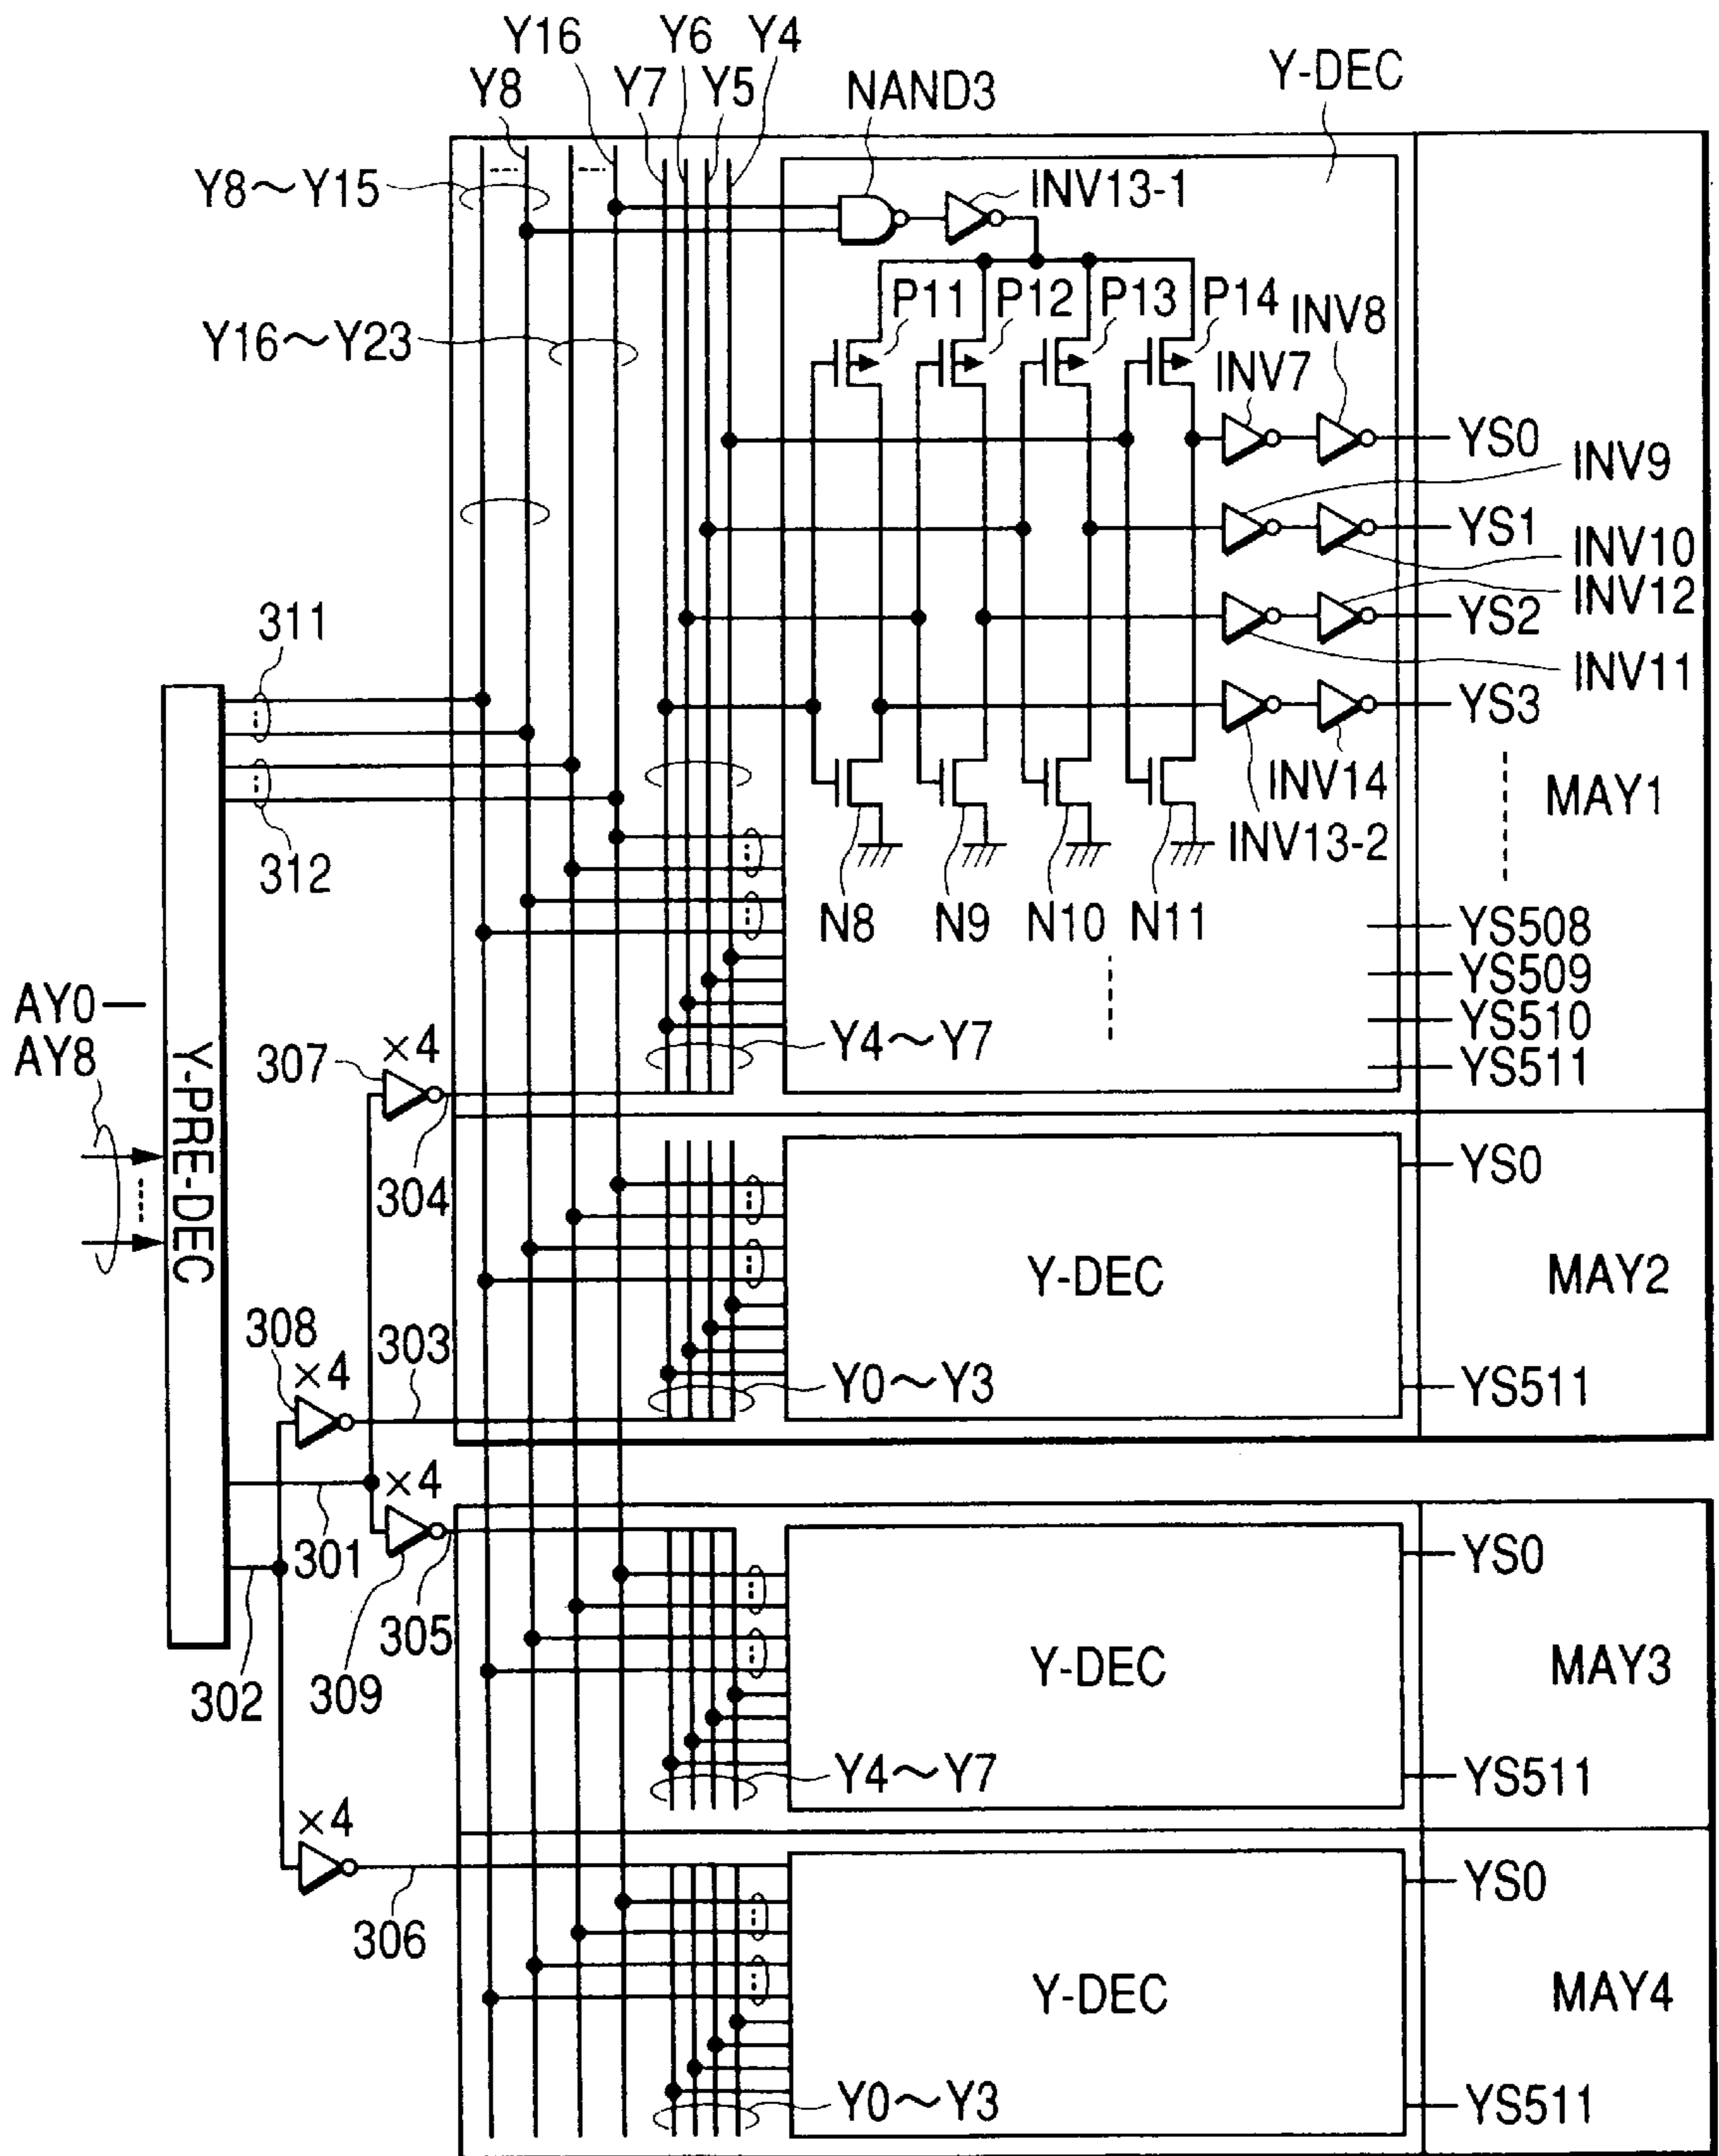 Y16
Y6
Y4
Y8
Y7
Y5
NAND3
Y-DEC
Y8～Y15
INV13-1
Y16～Y23
P11
P12
P13
P14
INV8
INV7
YS0
INV9
YS1
INV10
INV12
YS2
INV11
YS3
311
312
INV14
INV13-2
MAY1
N8
N9
N10
N11
YS508
YS509
YS510
YS511
AY0—
AY8
Y-PRE-DEC
Y4～Y7
×4
307
304
YS0
Y-DEC
MAY2
308
×4
303
Y0～Y3
YS511
×4
301
305
302
309
YS0
Y-DEC
MAY3
Y4～Y7
YS511
×4
306
YS0
Y-DEC
MAY4
Y0～Y3
YS511